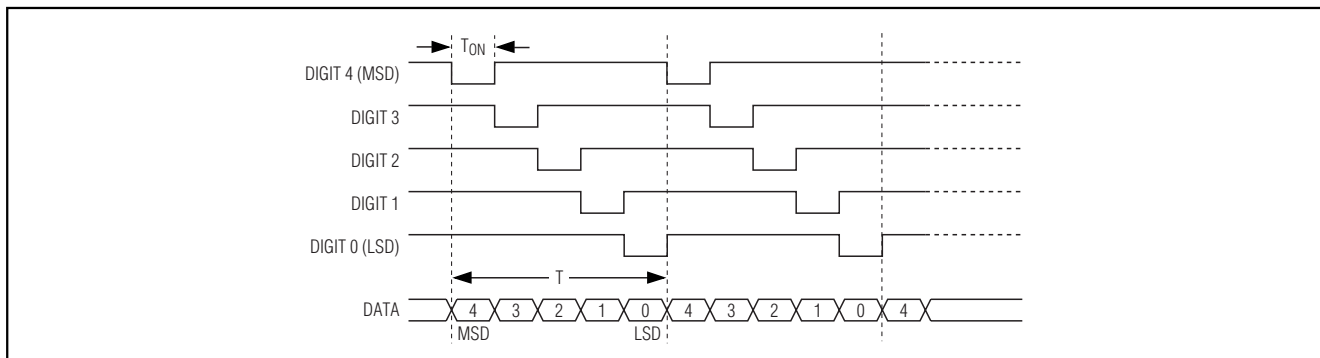 TON
DIGIT 4 (MSD)
DIGIT 3
DIGIT 2
DIGIT 1
DIGIT 0 (LSD)
T
DATA 4 3 2 1 0 4 3 2 1 0 4
MSD LSD